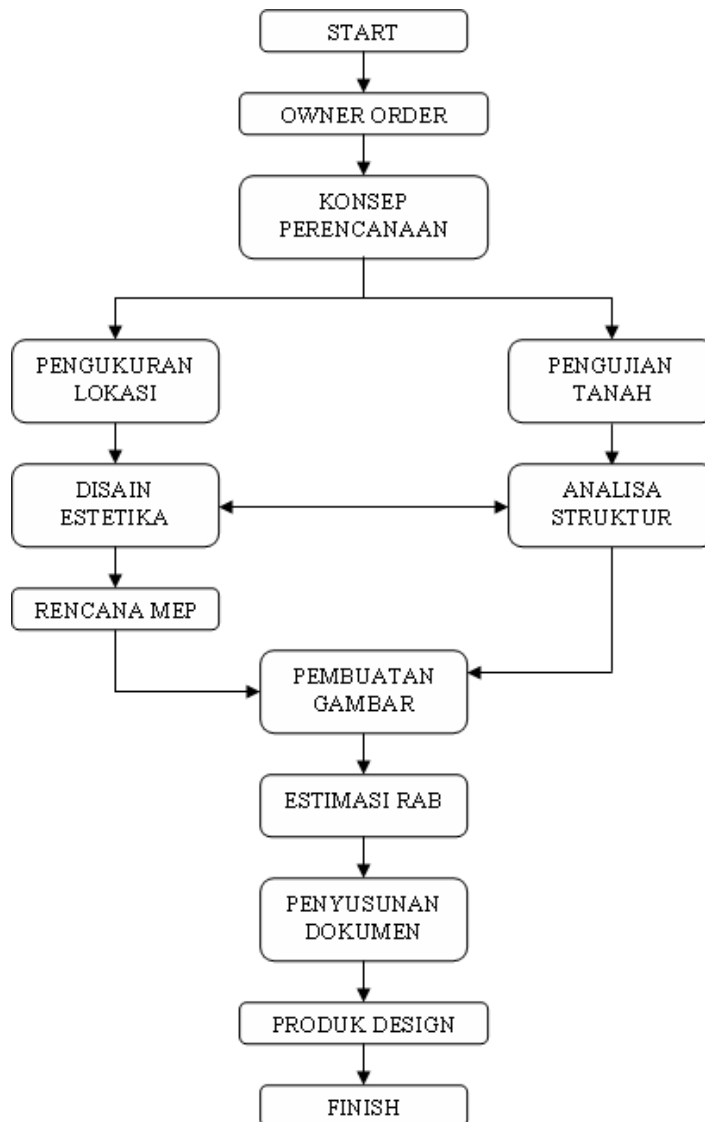 START
OWNER ORDER
KONSEP
PERENCANAAN
PENGUKURAN
LOKASI
PENGUJIAN
TANAH
DISAIN
ESTETIKA
ANALISA
STRUKTUR
RENCANA MEP
PEMBUATAN
GAMBAR
ESTIMASI RAB
PENYUSUNAN
DOKUMEN
PRODUK DESIGN
FINISH